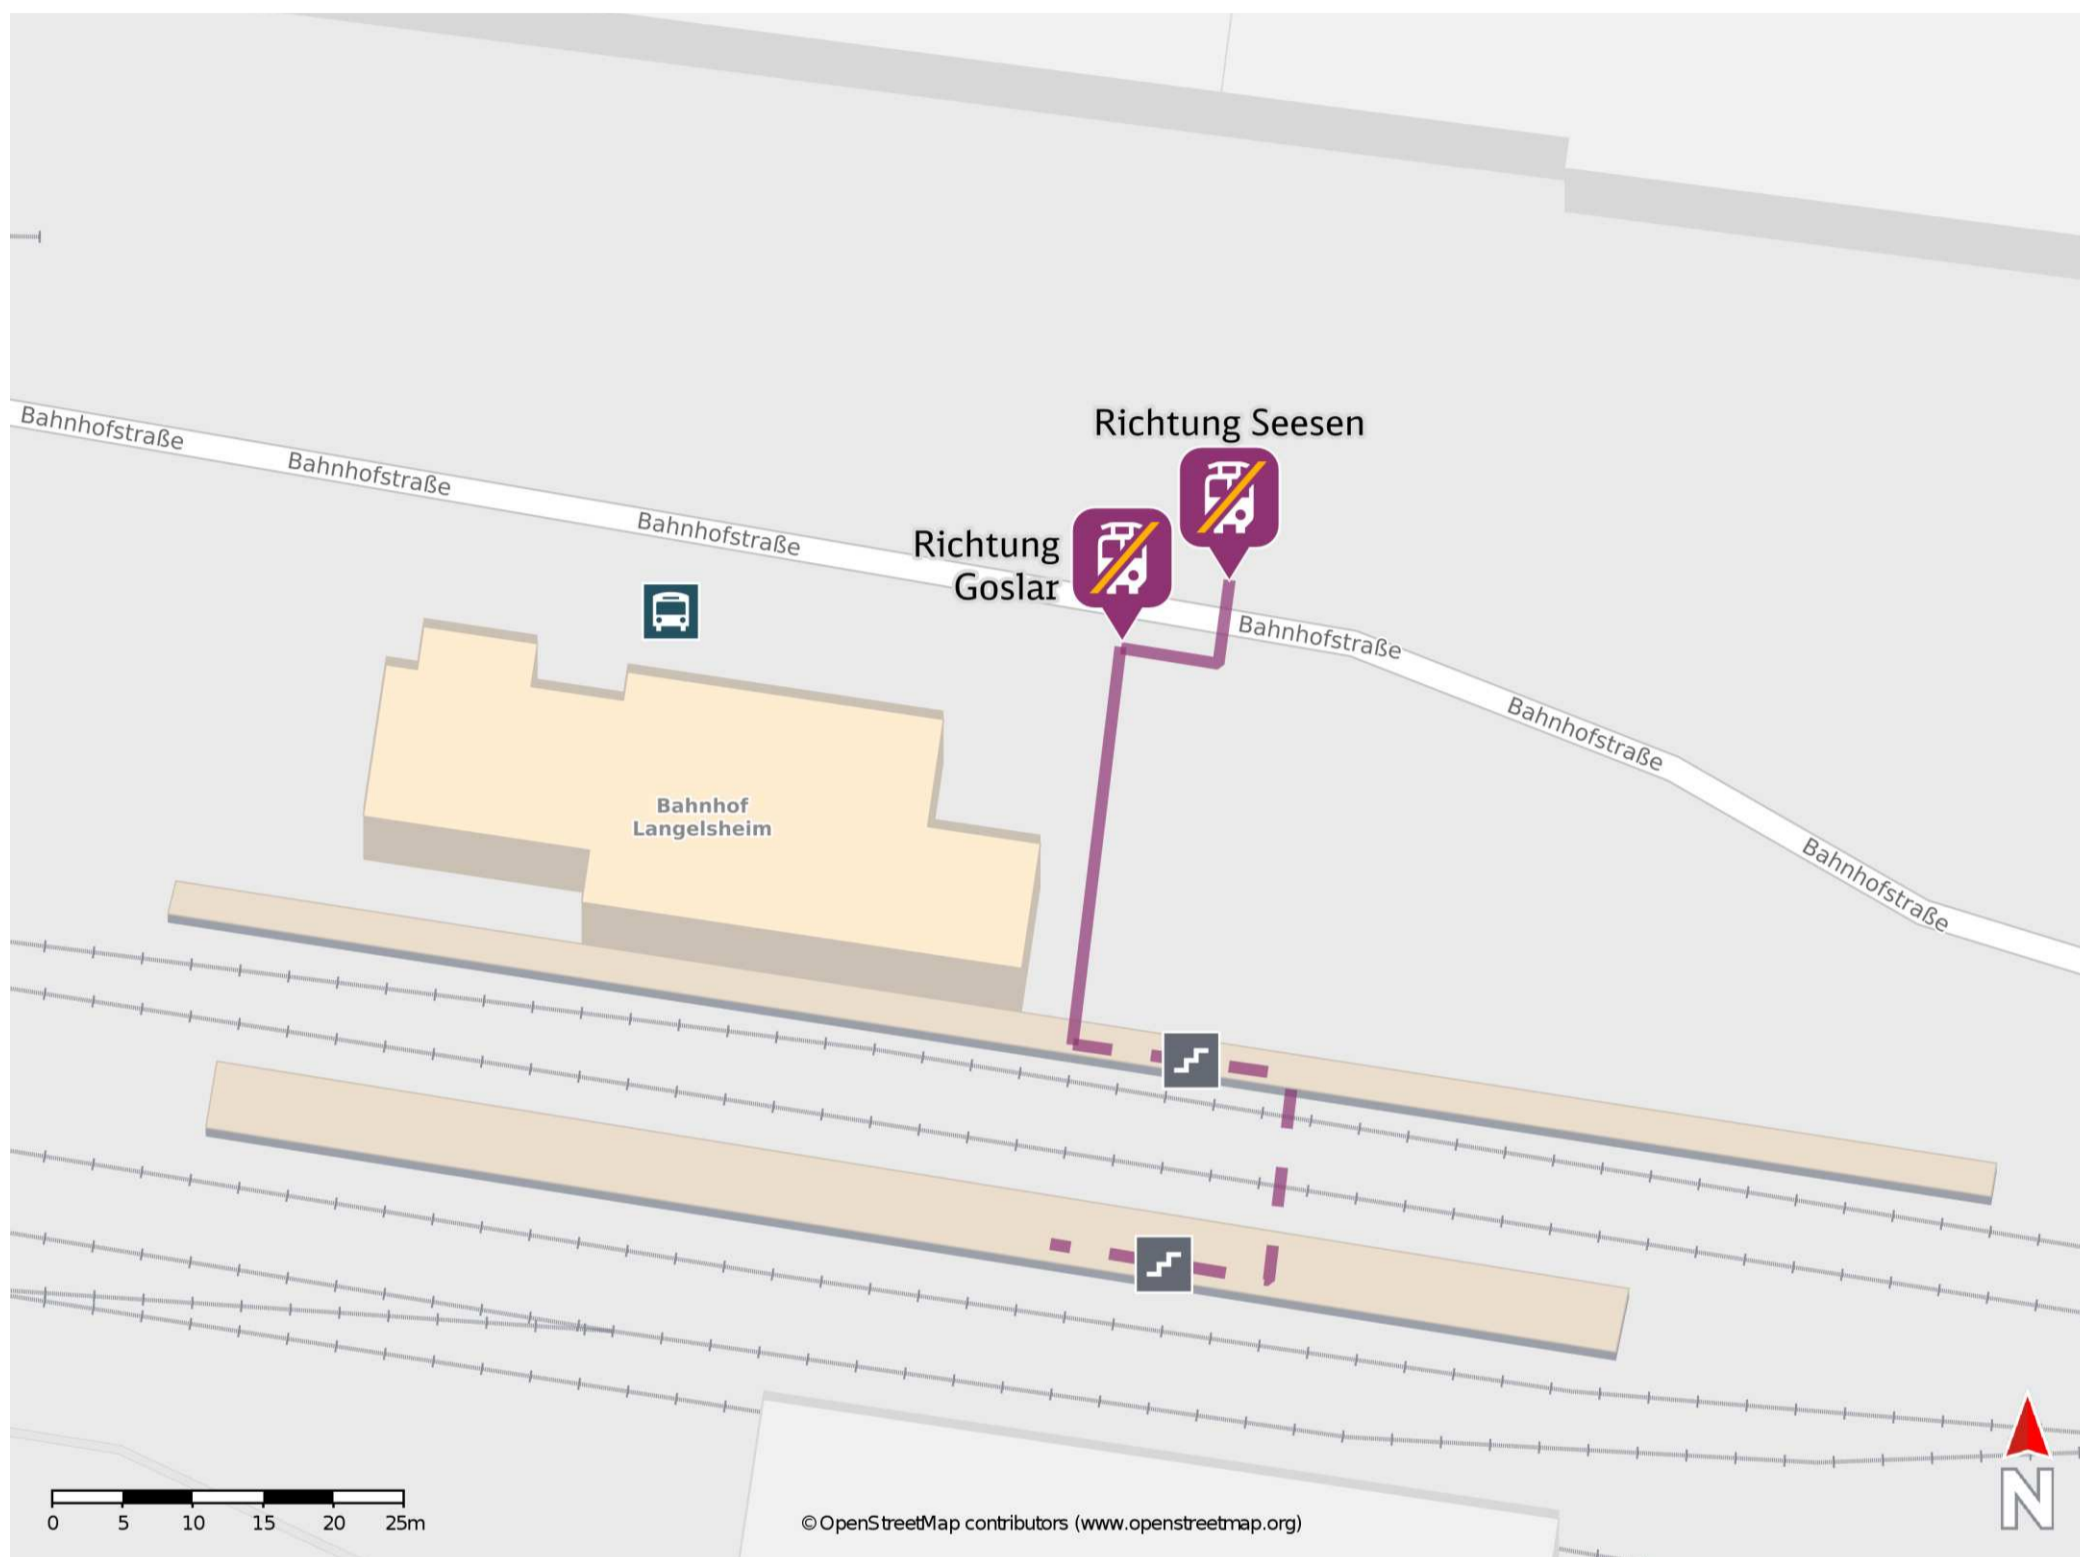 Bahnhofstraße
Bahnhofstraße
Richtung Seesen
Bahnhofstraße
Richtung
Goslar
Bahnhofstraße
Bahnhofstraße
Bahnhof
Langelsheim
Bahnhofstraße
0 5 10 15 20 25m
©OpenStreetMap contributors (www.openstreetmap.org)
N